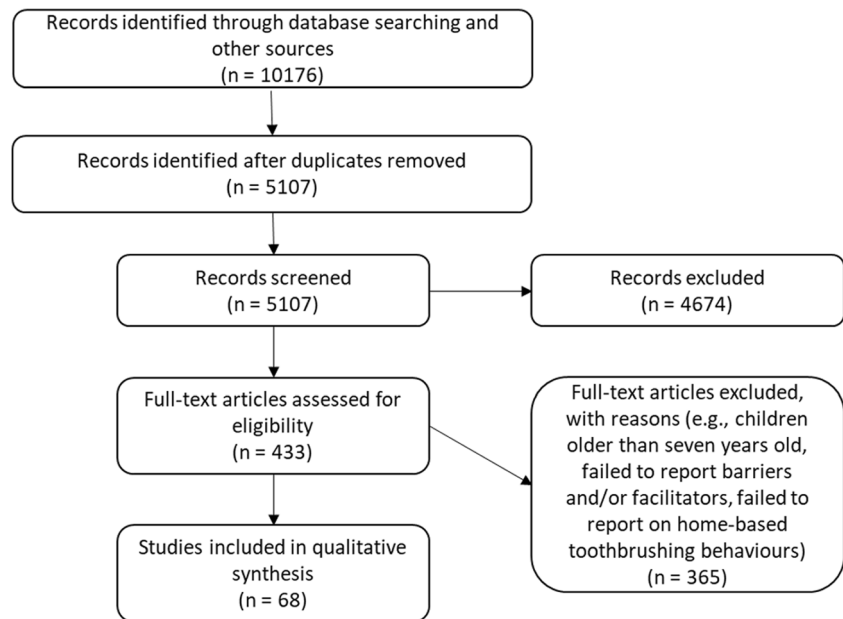 Records identified through database searching and
other sources
(n = 10176)
Records identified after duplicates removed
(n = 5107)
Records screened
(n = 5107)
Records excluded
(n = 4674)
Full-text articles assessed for
eligibility
(n = 433)
Full-text articles excluded,
with reasons (e.g., children
older than seven years old,
failed to report barriers
and/or facilitators, failed to
report on home-based
toothbrushing behaviours)
(n = 365)
Studies included in qualitative
synthesis
(n = 68)